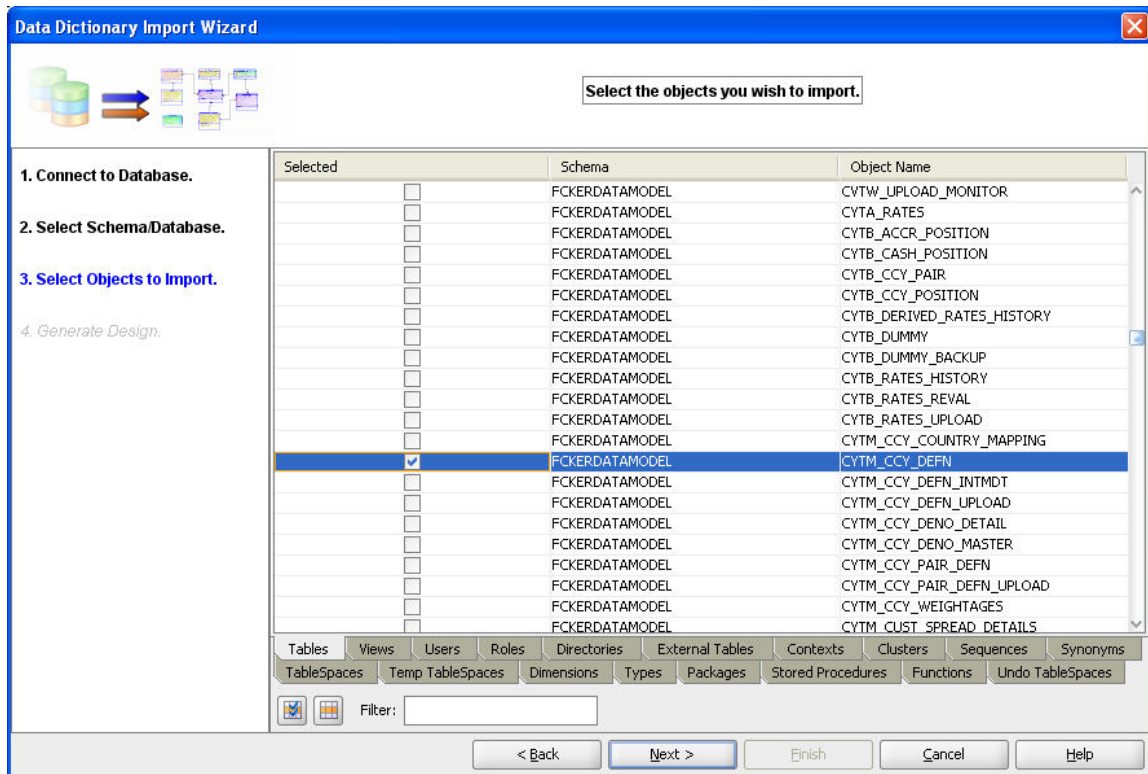 Data Dictionary Import Wizard
Select the objects you wish to import.
1. Connect to Database.
2. Select Schema/Database.
3. Select Objects to Import.
4. Generate Design.
Selected Schema Object Name
FCKERDATAMODEL CVTW_UPLOAD_MONITOR
FCKERDATAMODEL CYTA_RATES
FCKERDATAMODEL CYTB_ACCR_POSITION
FCKERDATAMODEL CYTB_CASH_POSITION
FCKERDATAMODEL CYTB_CCY_PAIR
FCKERDATAMODEL CYTB_CCY_POSITION
FCKERDATAMODEL CYTB_DERIVED_RATES_HISTORY
FCKERDATAMODEL CYTB_DUMMY
FCKERDATAMODEL CYTB_DUMMY_BACKUP
FCKERDATAMODEL CYTB_RATES_HISTORY
FCKERDATAMODEL CYTB_RATES_REVAL
FCKERDATAMODEL CYTB_RATES_UPLOAD
FCKERDATAMODEL CYTM_CCY_COUNTRY_MAPPING
FCKERDATAMODEL CYTM_CCY_DEFN
FCKERDATAMODEL CYTM_CCY_DEFN_INTMDT
FCKERDATAMODEL CYTM_CCY_DEFN_UPLOAD
FCKERDATAMODEL CYTM_CCY_DENO_DETAIL
FCKERDATAMODEL CYTM_CCY_DENO_MASTER
FCKERDATAMODEL CYTM_CCY_PAIR_DEFN
FCKERDATAMODEL CYTM_CCY_PAIR_DEFN_UPLOAD
FCKERDATAMODEL CYTM_CCY_WEIGHTAGES
FCKERDATAMODEL CYTM_CUST_SPREAD_DETAILS
Tables Views Users Roles Directories External Tables Contexts Clusters Sequences Synonyms
TableSpaces Temp TableSpaces Dimensions Types Packages Stored Procedures Functions Undo TableSpaces
Filter:
< Back Next > Finish Cancel Help